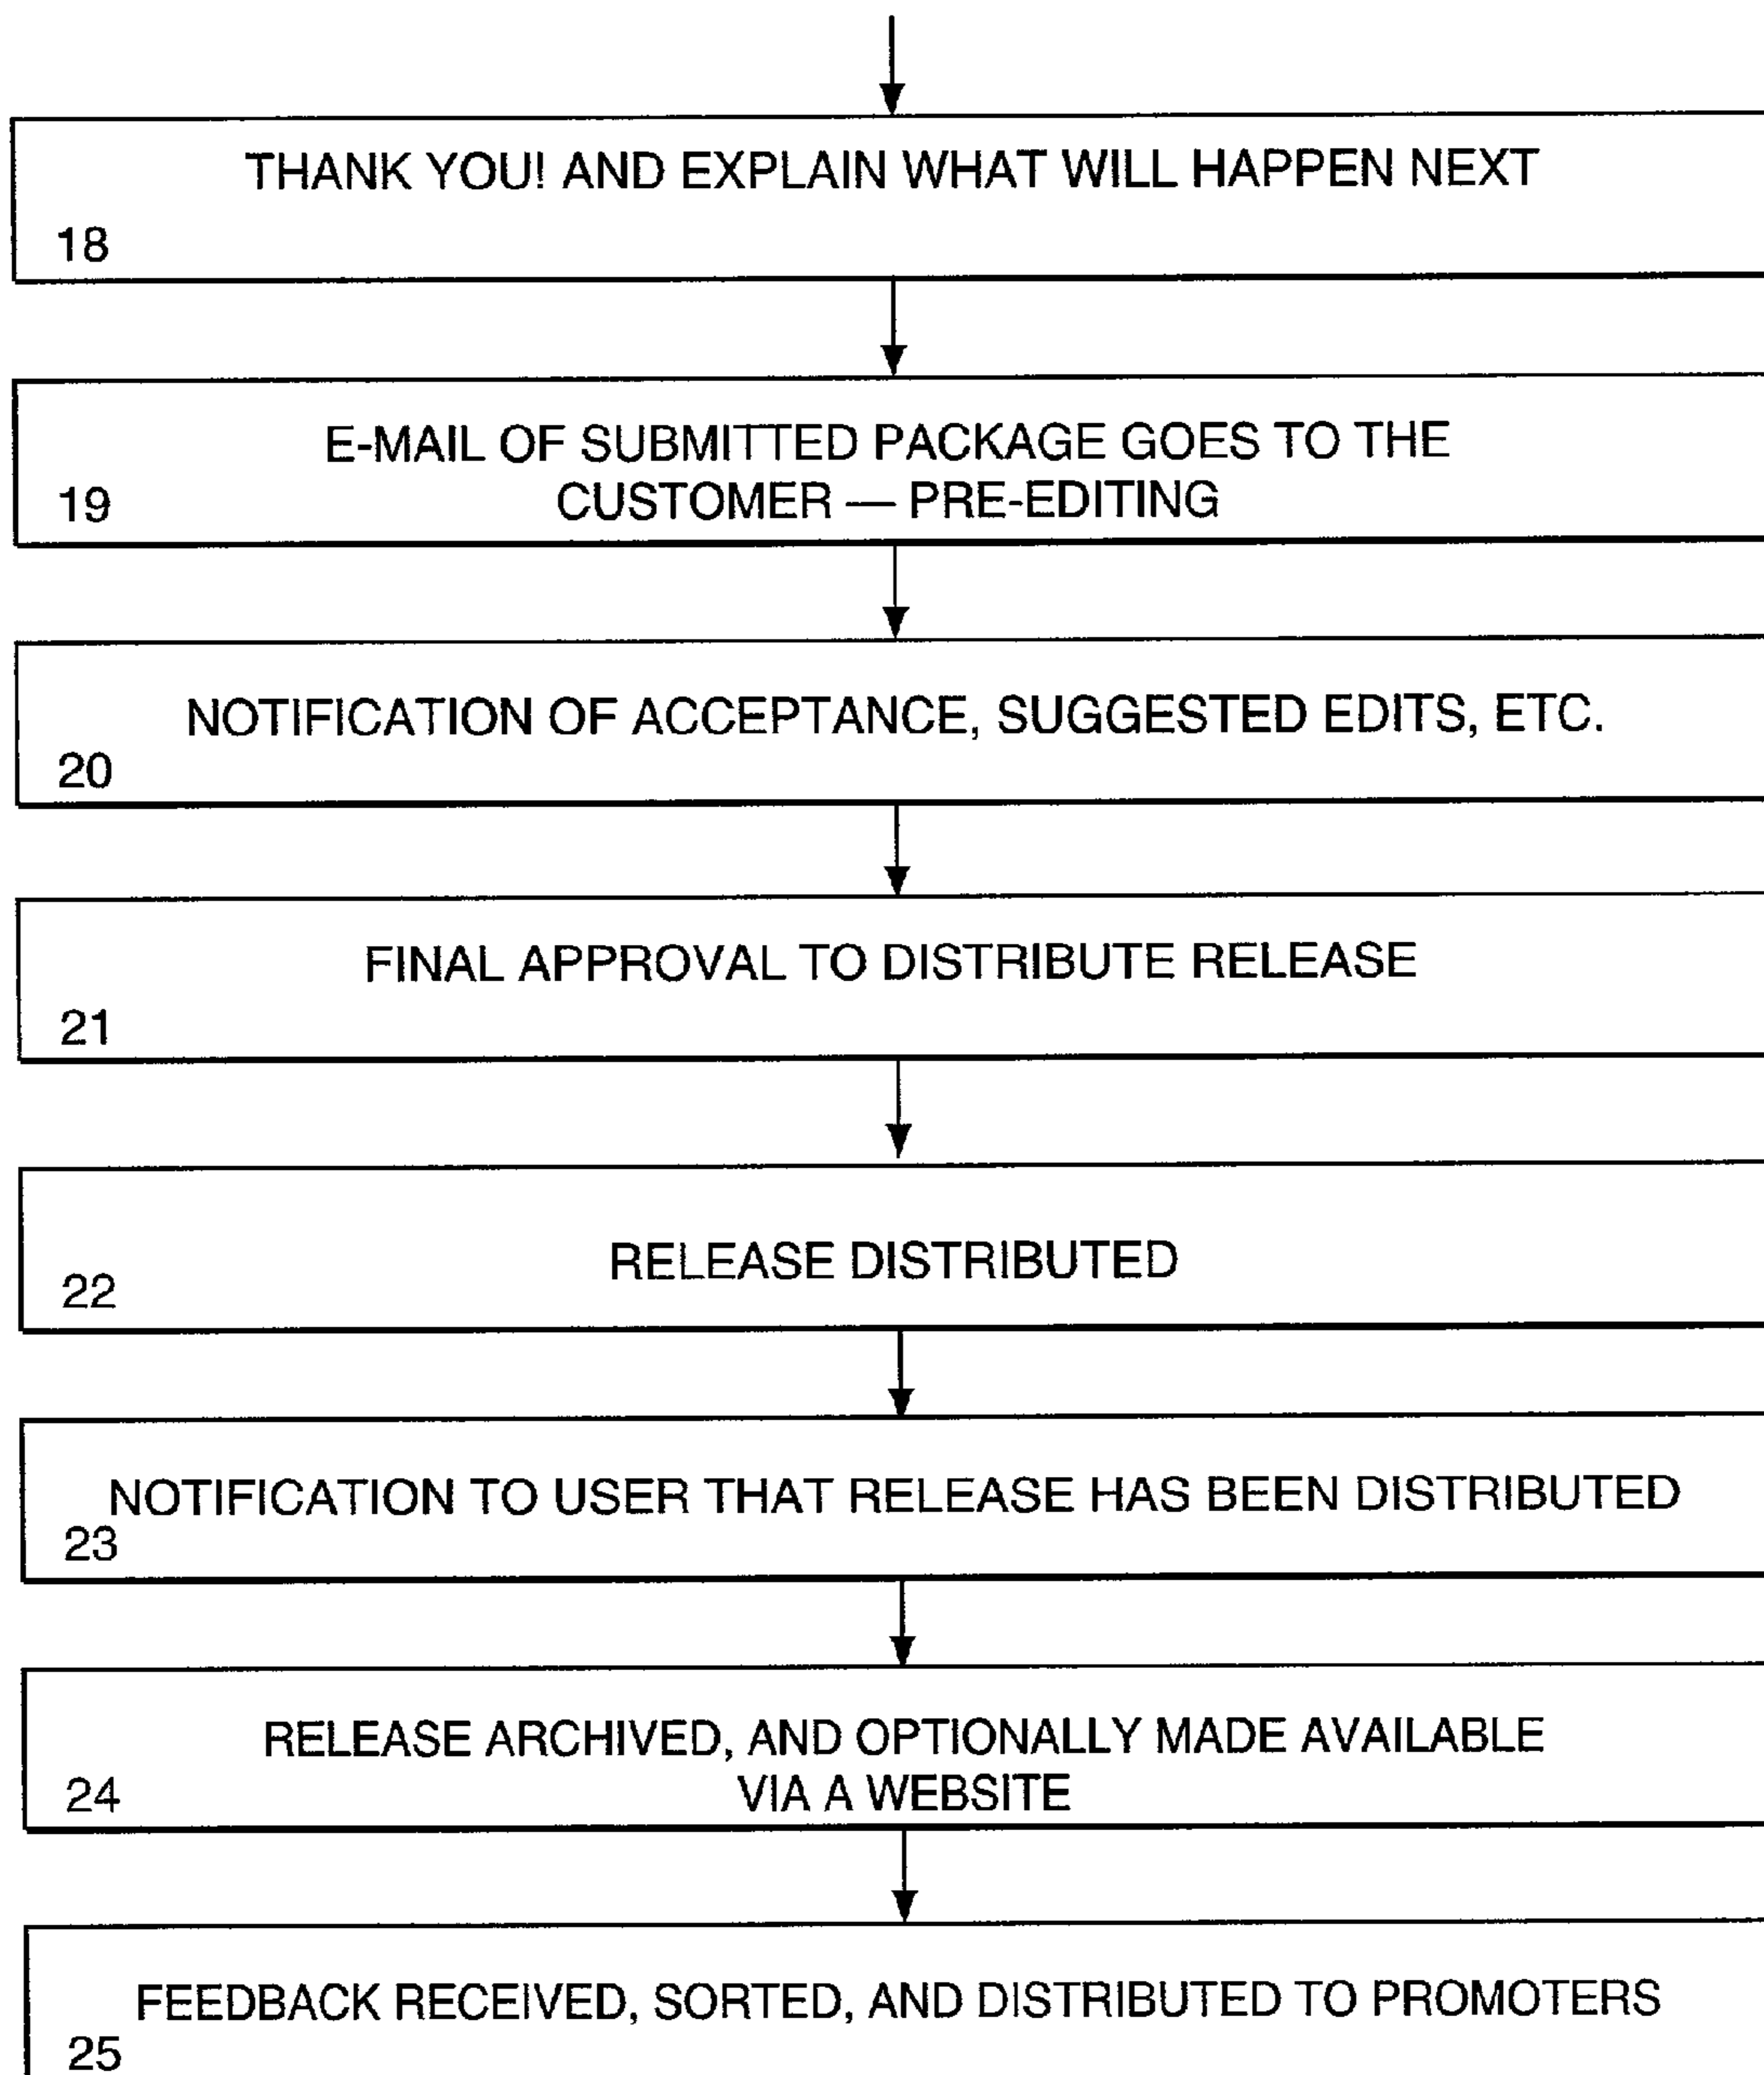 THANK YOU! AND EXPLAIN WHAT WILL HAPPEN NEXT
18
E-MAIL OF SUBMITTED PACKAGE GOES TO THE
CUSTOMER — PRE-EDITING
19
NOTIFICATION OF ACCEPTANCE, SUGGESTED EDITS, ETC.
20
FINAL APPROVAL TO DISTRIBUTE RELEASE
21
RELEASE DISTRIBUTED
22
NOTIFICATION TO USER THAT RELEASE HAS BEEN DISTRIBUTED
23
RELEASE ARCHIVED, AND OPTIONALLY MADE AVAILABLE
VIA A WEBSITE
24
FEEDBACK RECEIVED, SORTED, AND DISTRIBUTED TO PROMOTERS
25